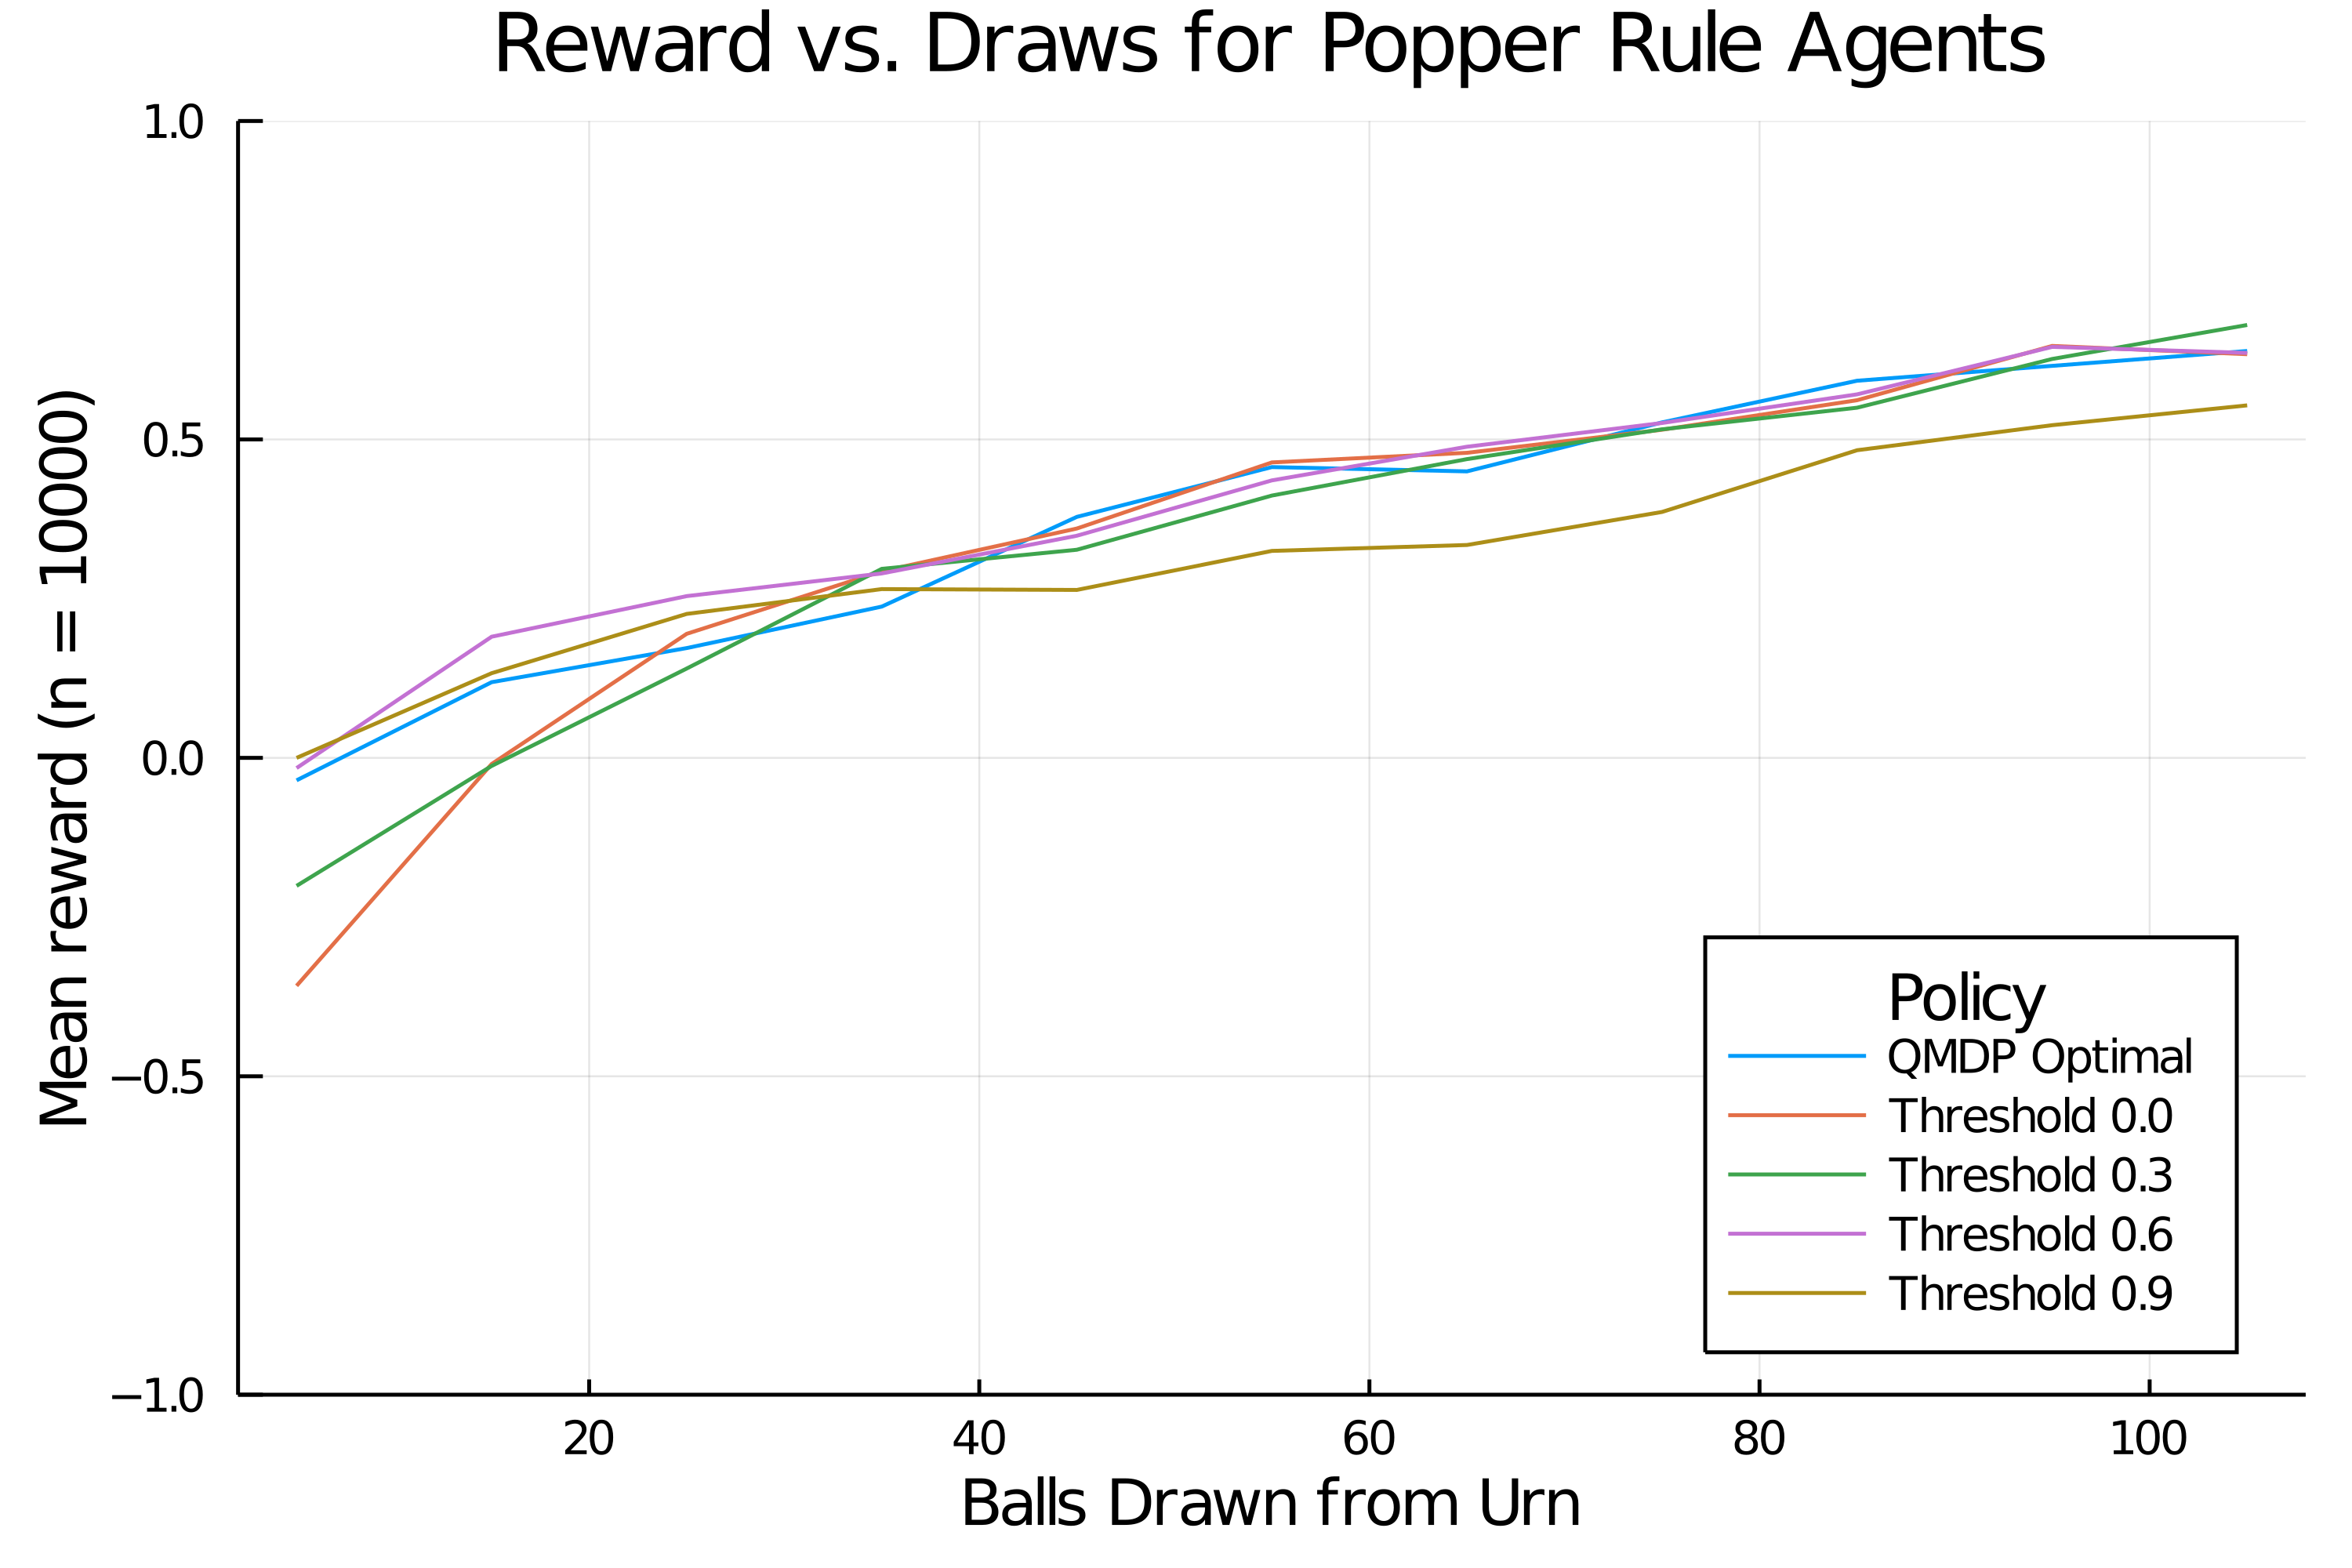 Reward vs. Draws for Popper Rule Agents
1.0
0.5
0.0
−0.5
−1.0
Mean reward (n = 10000)
20 40 60 80 100
Balls Drawn from Urn
Policy
QMDP Optimal
Threshold 0.0
Threshold 0.3
Threshold 0.6
Threshold 0.9